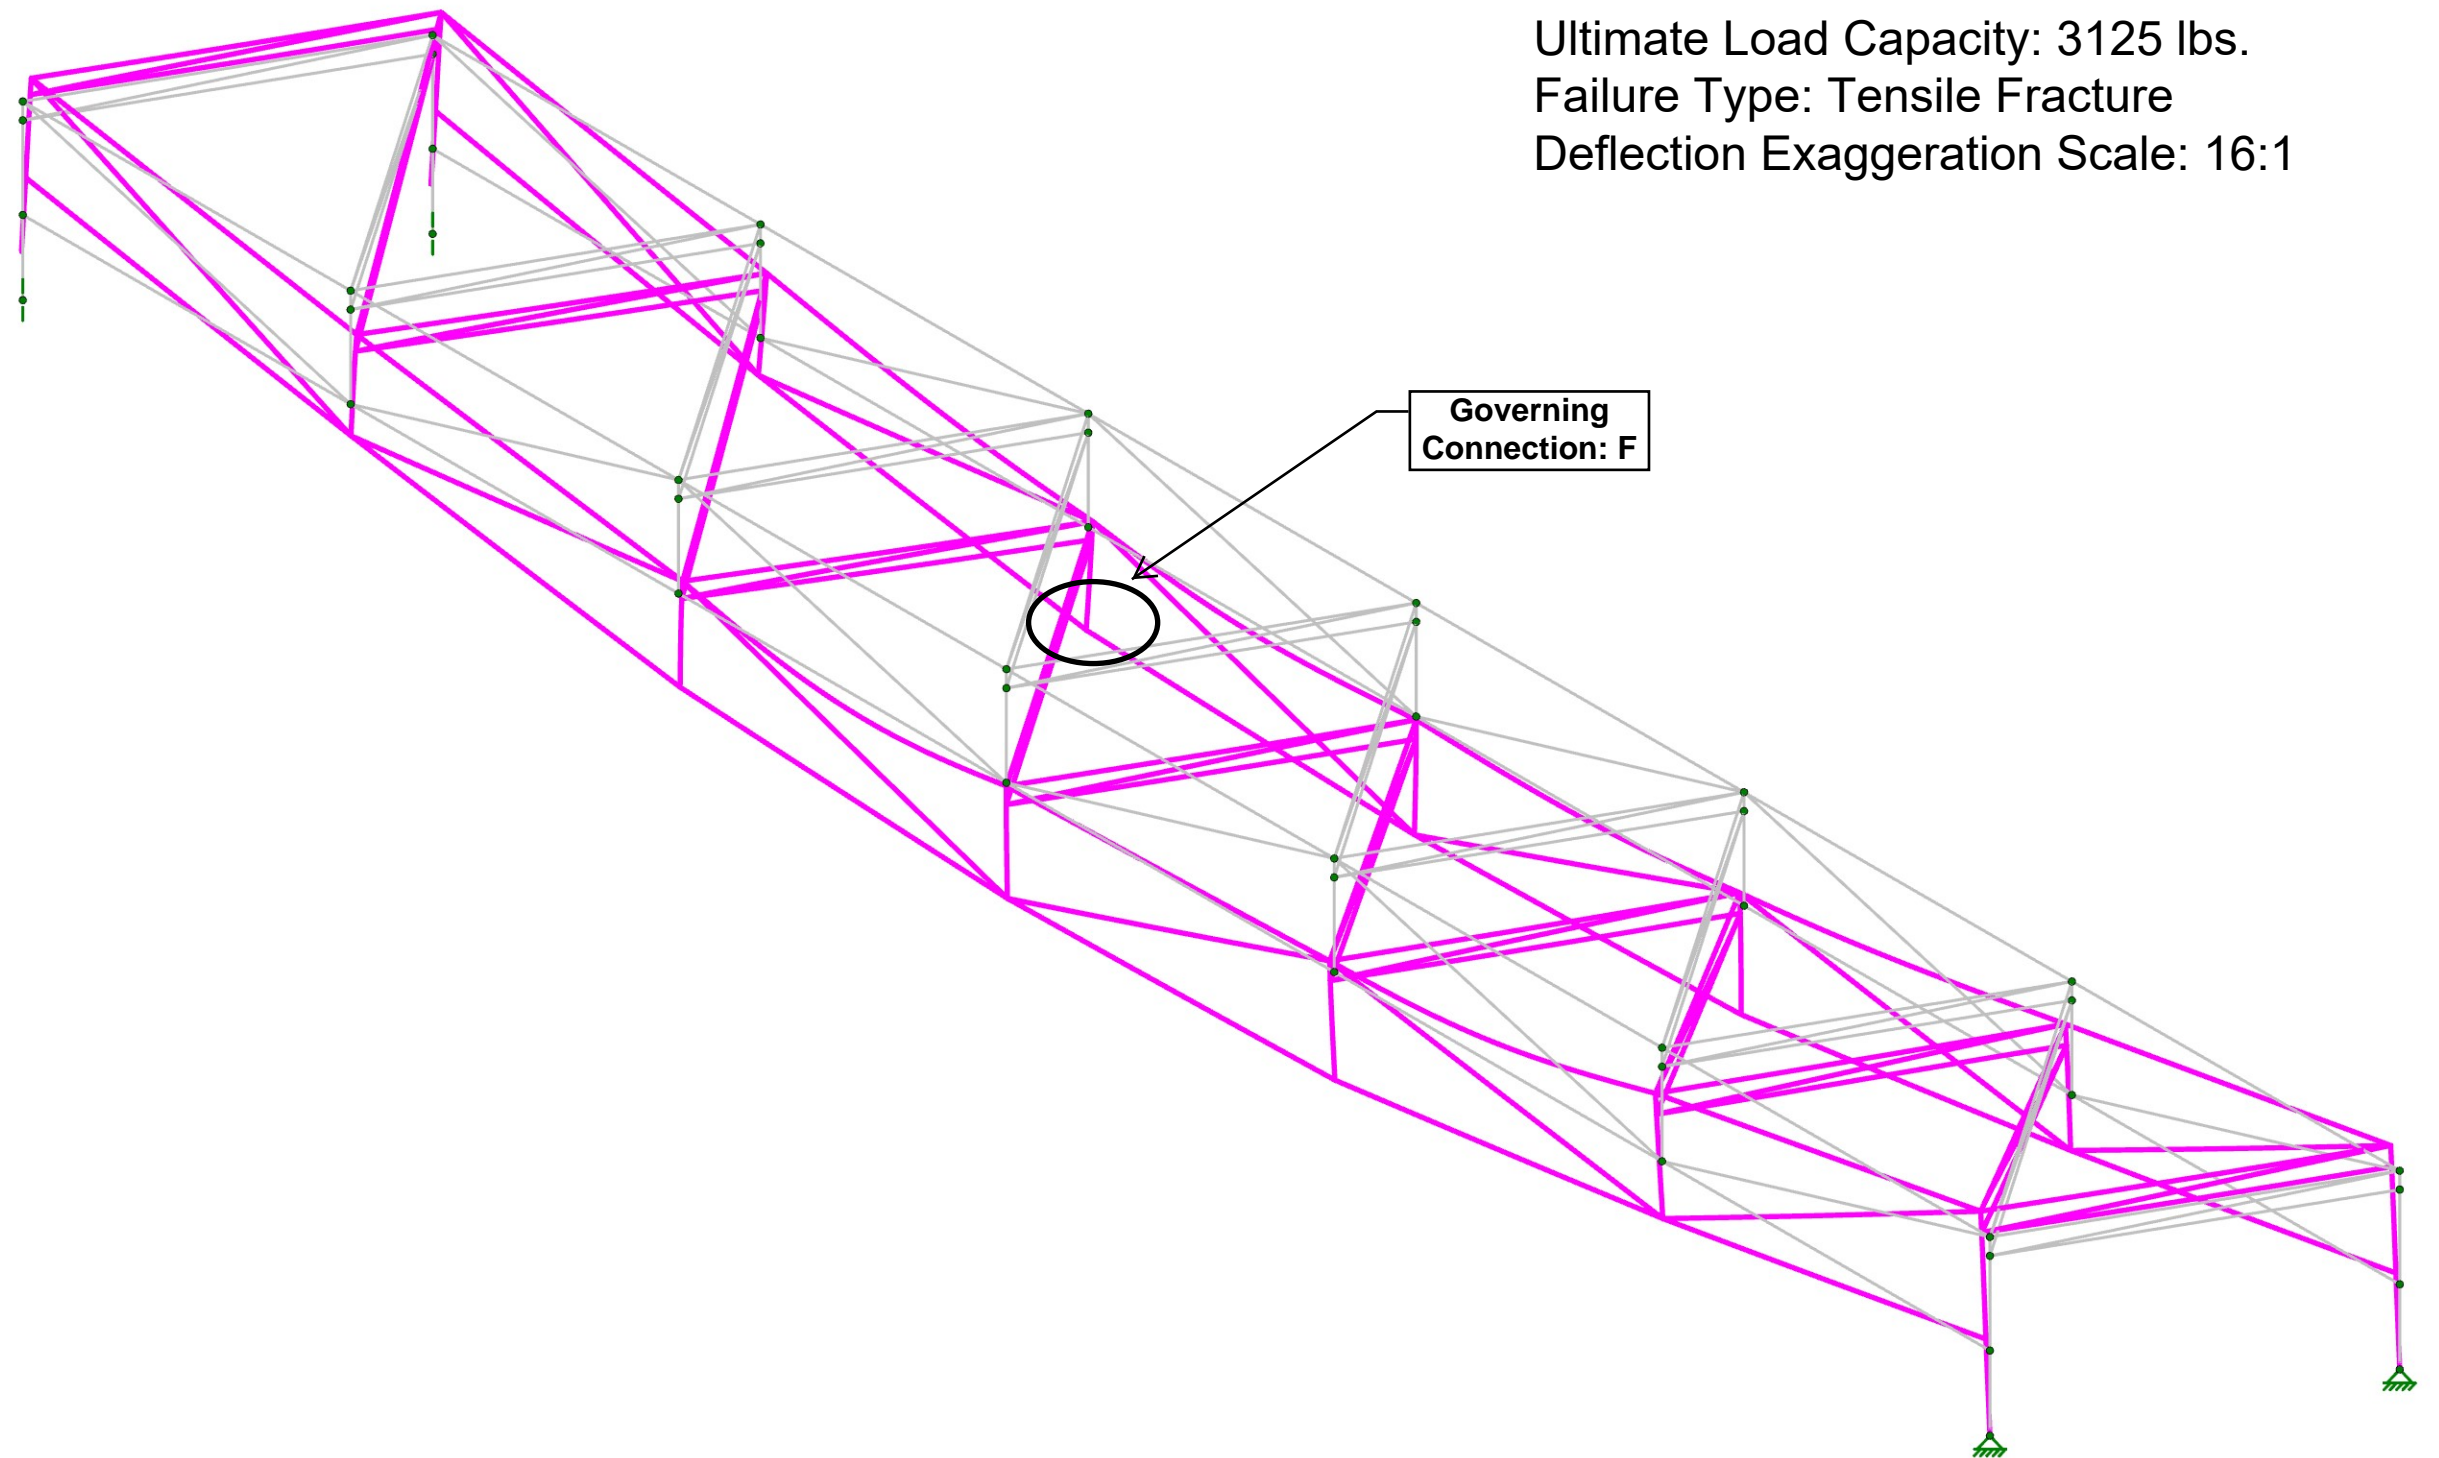 Ultimate Load Capacity: 3125 lbs.
Failure Type: Tensile Fracture
Deflection Exaggeration Scale: 16:1
Governing
Connection: F